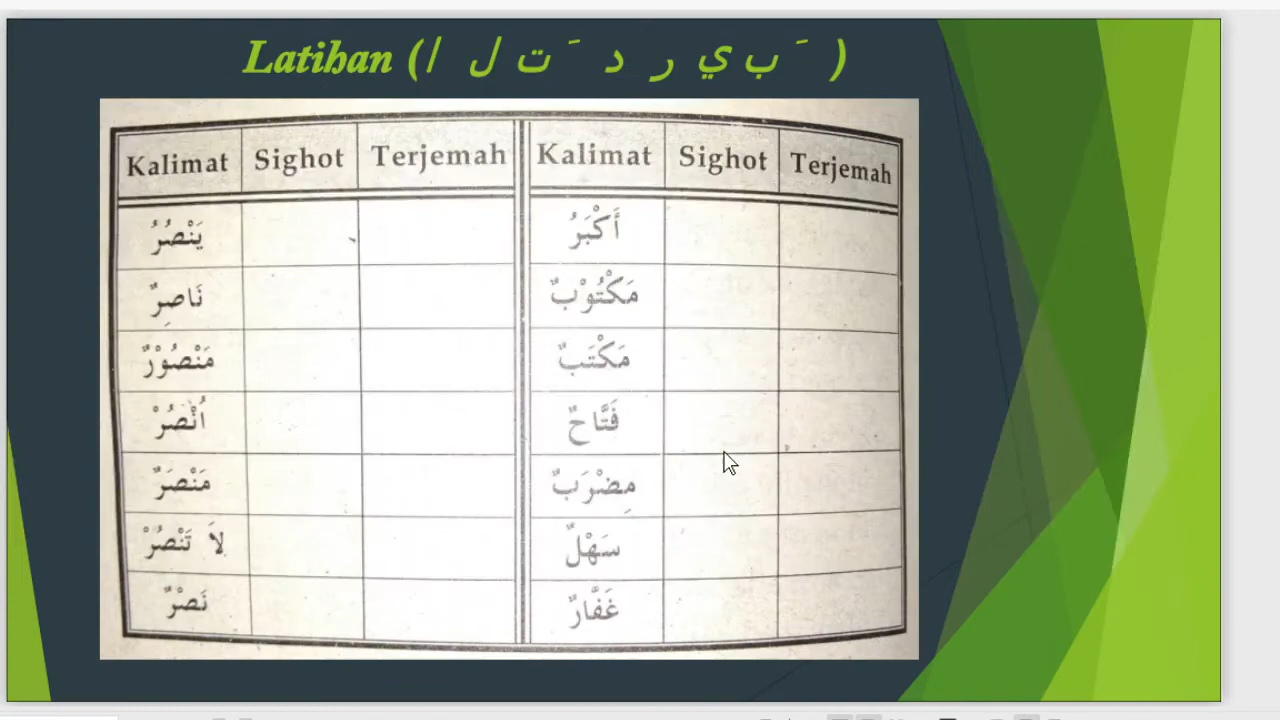 Latihan (ا ل ت َ د ر ي ب َ )
Kalimat Sighot Terjemah Kalimat Sighot Terjemah
يَنْصُرُ أَكْبَرُ
نَاصِرٌ مَكْتُوْبٌ
مَنْصُوْرٌ مَكْتَبٌ
اُنْصُرْ فَتَّاحٌ
مَنْصَرٌ مِضْرَبٌ
لاَ تَنْصُرْ سَهْلٌ
نَصْرٌ غَفَّارٌ